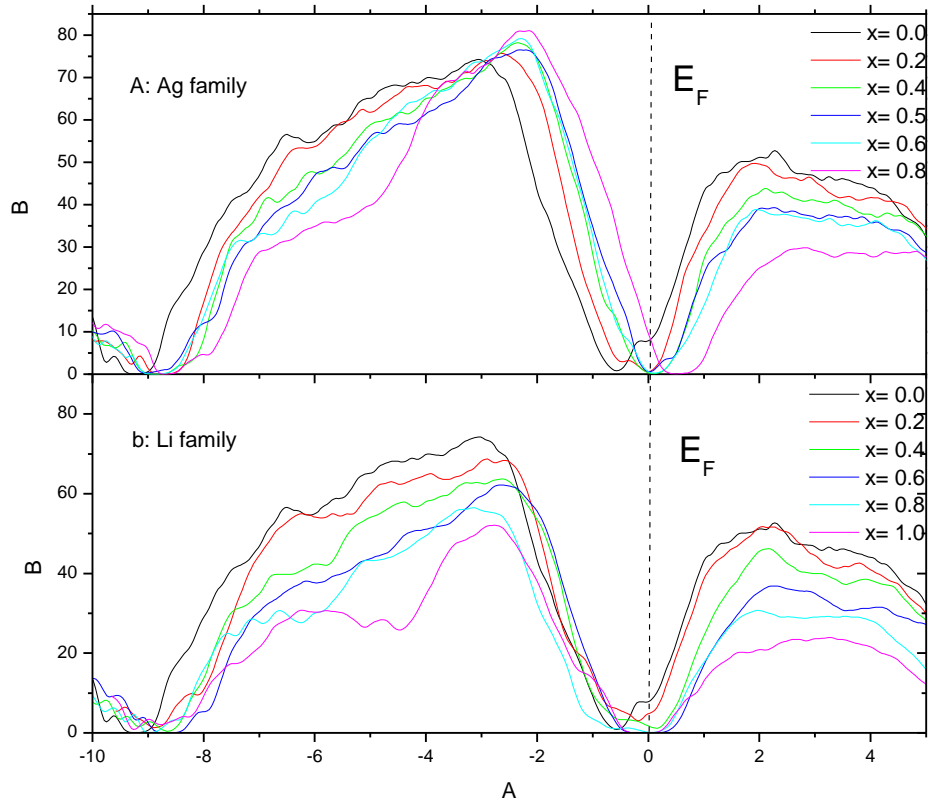 80
70
60
50
40
30
20
10
0
B
A: Ag family
E_F
x= 0.0
x= 0.2
x= 0.4
x= 0.5
x= 0.6
x= 0.8
80
60
40
20
0
B
b: Li family
E_F
x= 0.0
x= 0.2
x= 0.4
x= 0.6
x= 0.8
x= 1.0
-10 -8 -6 -4 -2 0 2 4
A